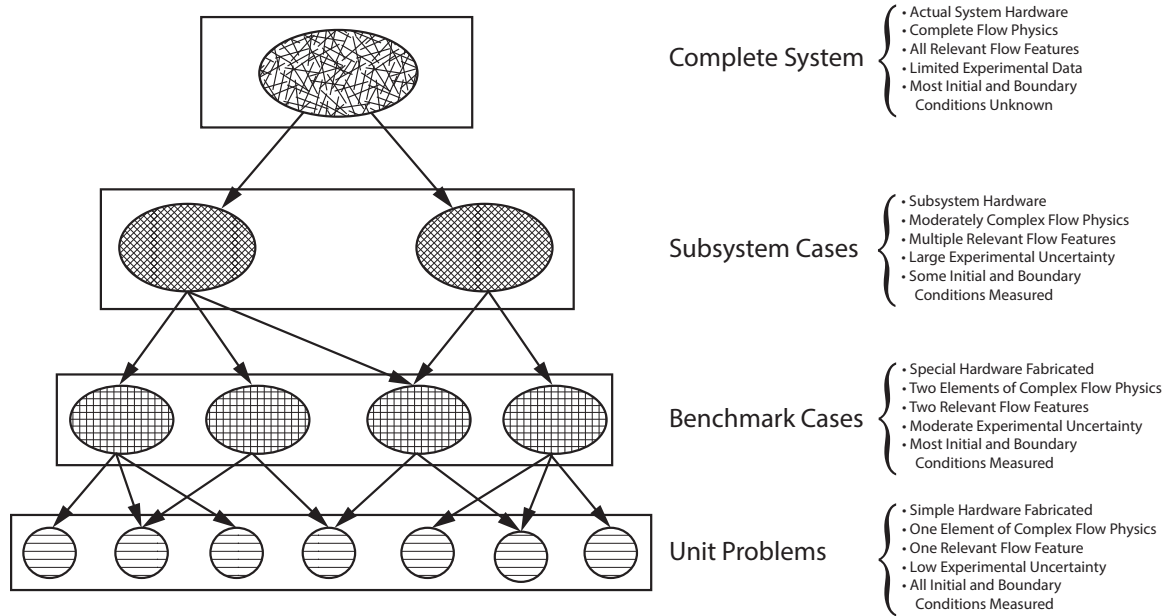 Complete System
• Actual System Hardware
• Complete Flow Physics
• All Relevant Flow Features
• Limited Experimental Data
• Most Initial and Boundary
Conditions Unknown
Subsystem Cases
• Subsystem Hardware
• Moderately Complex Flow Physics
• Multiple Relevant Flow Features
• Large Experimental Uncertainty
• Some Initial and Boundary
Conditions Measured
Benchmark Cases
• Special Hardware Fabricated
• Two Elements of Complex Flow Physics
• Two Relevant Flow Features
• Moderate Experimental Uncertainty
• Most Initial and Boundary
Conditions Measured
Unit Problems
• Simple Hardware Fabricated
• One Element of Complex Flow Physics
• One Relevant Flow Feature
• Low Experimental Uncertainty
• All Initial and Boundary
Conditions Measured